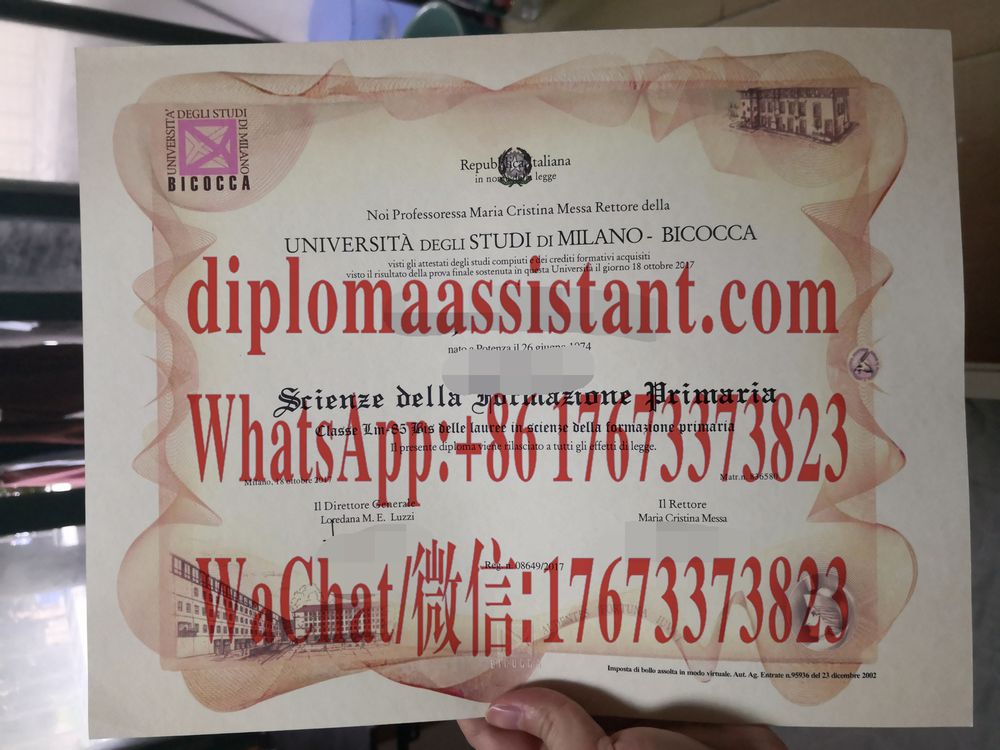 UNIVERSITA' DEGLI STUDI DI MILANO
BICOCCA
Repubblica Italiana
in nome della legge
Noi Professoressa Maria Cristina Messa Rettore della
UNIVERSITÀ DEGLI STUDI DI MILANO - BICOCCA
visti gli attestati degli studi compiuti e dei crediti formativi acquisiti
visto il risultato della prova finale sostenuta in questa Università il giorno 18 ottobre 2017
diplomaassistant.com
nato a Potenza il 26 giugno 1974
Scienze della Formazione Primaria
Classe Lm-85 Bis delle lauree in scienze della formazione primaria
WhatsApp:+86 17673373823
Il presente diploma viene rilasciato a tutti gli effetti di legge.
Milano, 18 ottobre 2017
Matr.n. 836580
Il Direttore Generale
Loredana M. E. Luzzi
Il Rettore
Maria Cristina Messa
Reg. n. 08649/2017
WaChat/微信:17673373823
BICOCCA
Imposta di bollo assolta in modo virtuale. Aut. Ag. Entrate n.95936 del 23 dicembre 2002